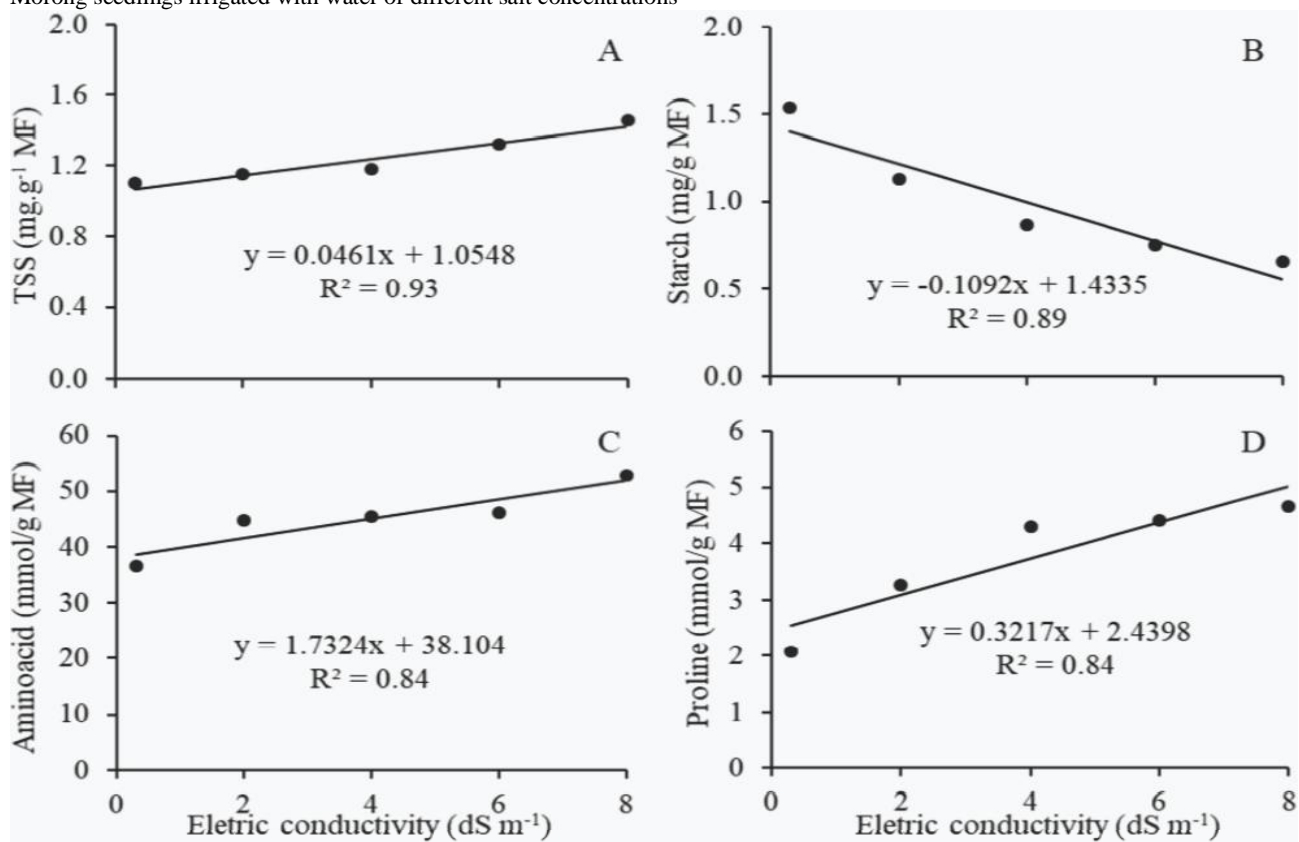 Morong seedlings irrigated with water of different salt concentrations
A
TSS (mg.g⁻¹ MF)
2.0
1.6
1.2
0.8
0.4
0.0
y = 0.0461x + 1.0548
R² = 0.93
B
Starch (mg/g MF)
2.0
1.5
1.0
0.5
0.0
y = -0.1092x + 1.4335
R² = 0.89
C
Aminoacid (mmol/g MF)
60
50
40
30
20
10
0
y = 1.7324x + 38.104
R² = 0.84
0 2 4 6 8
Eletric conductivity (dS m⁻¹)
D
Proline (mmol/g MF)
6
5
4
3
2
1
0
y = 0.3217x + 2.4398
R² = 0.84
0 2 4 6 8
Eletric conductivity (dS m⁻¹)